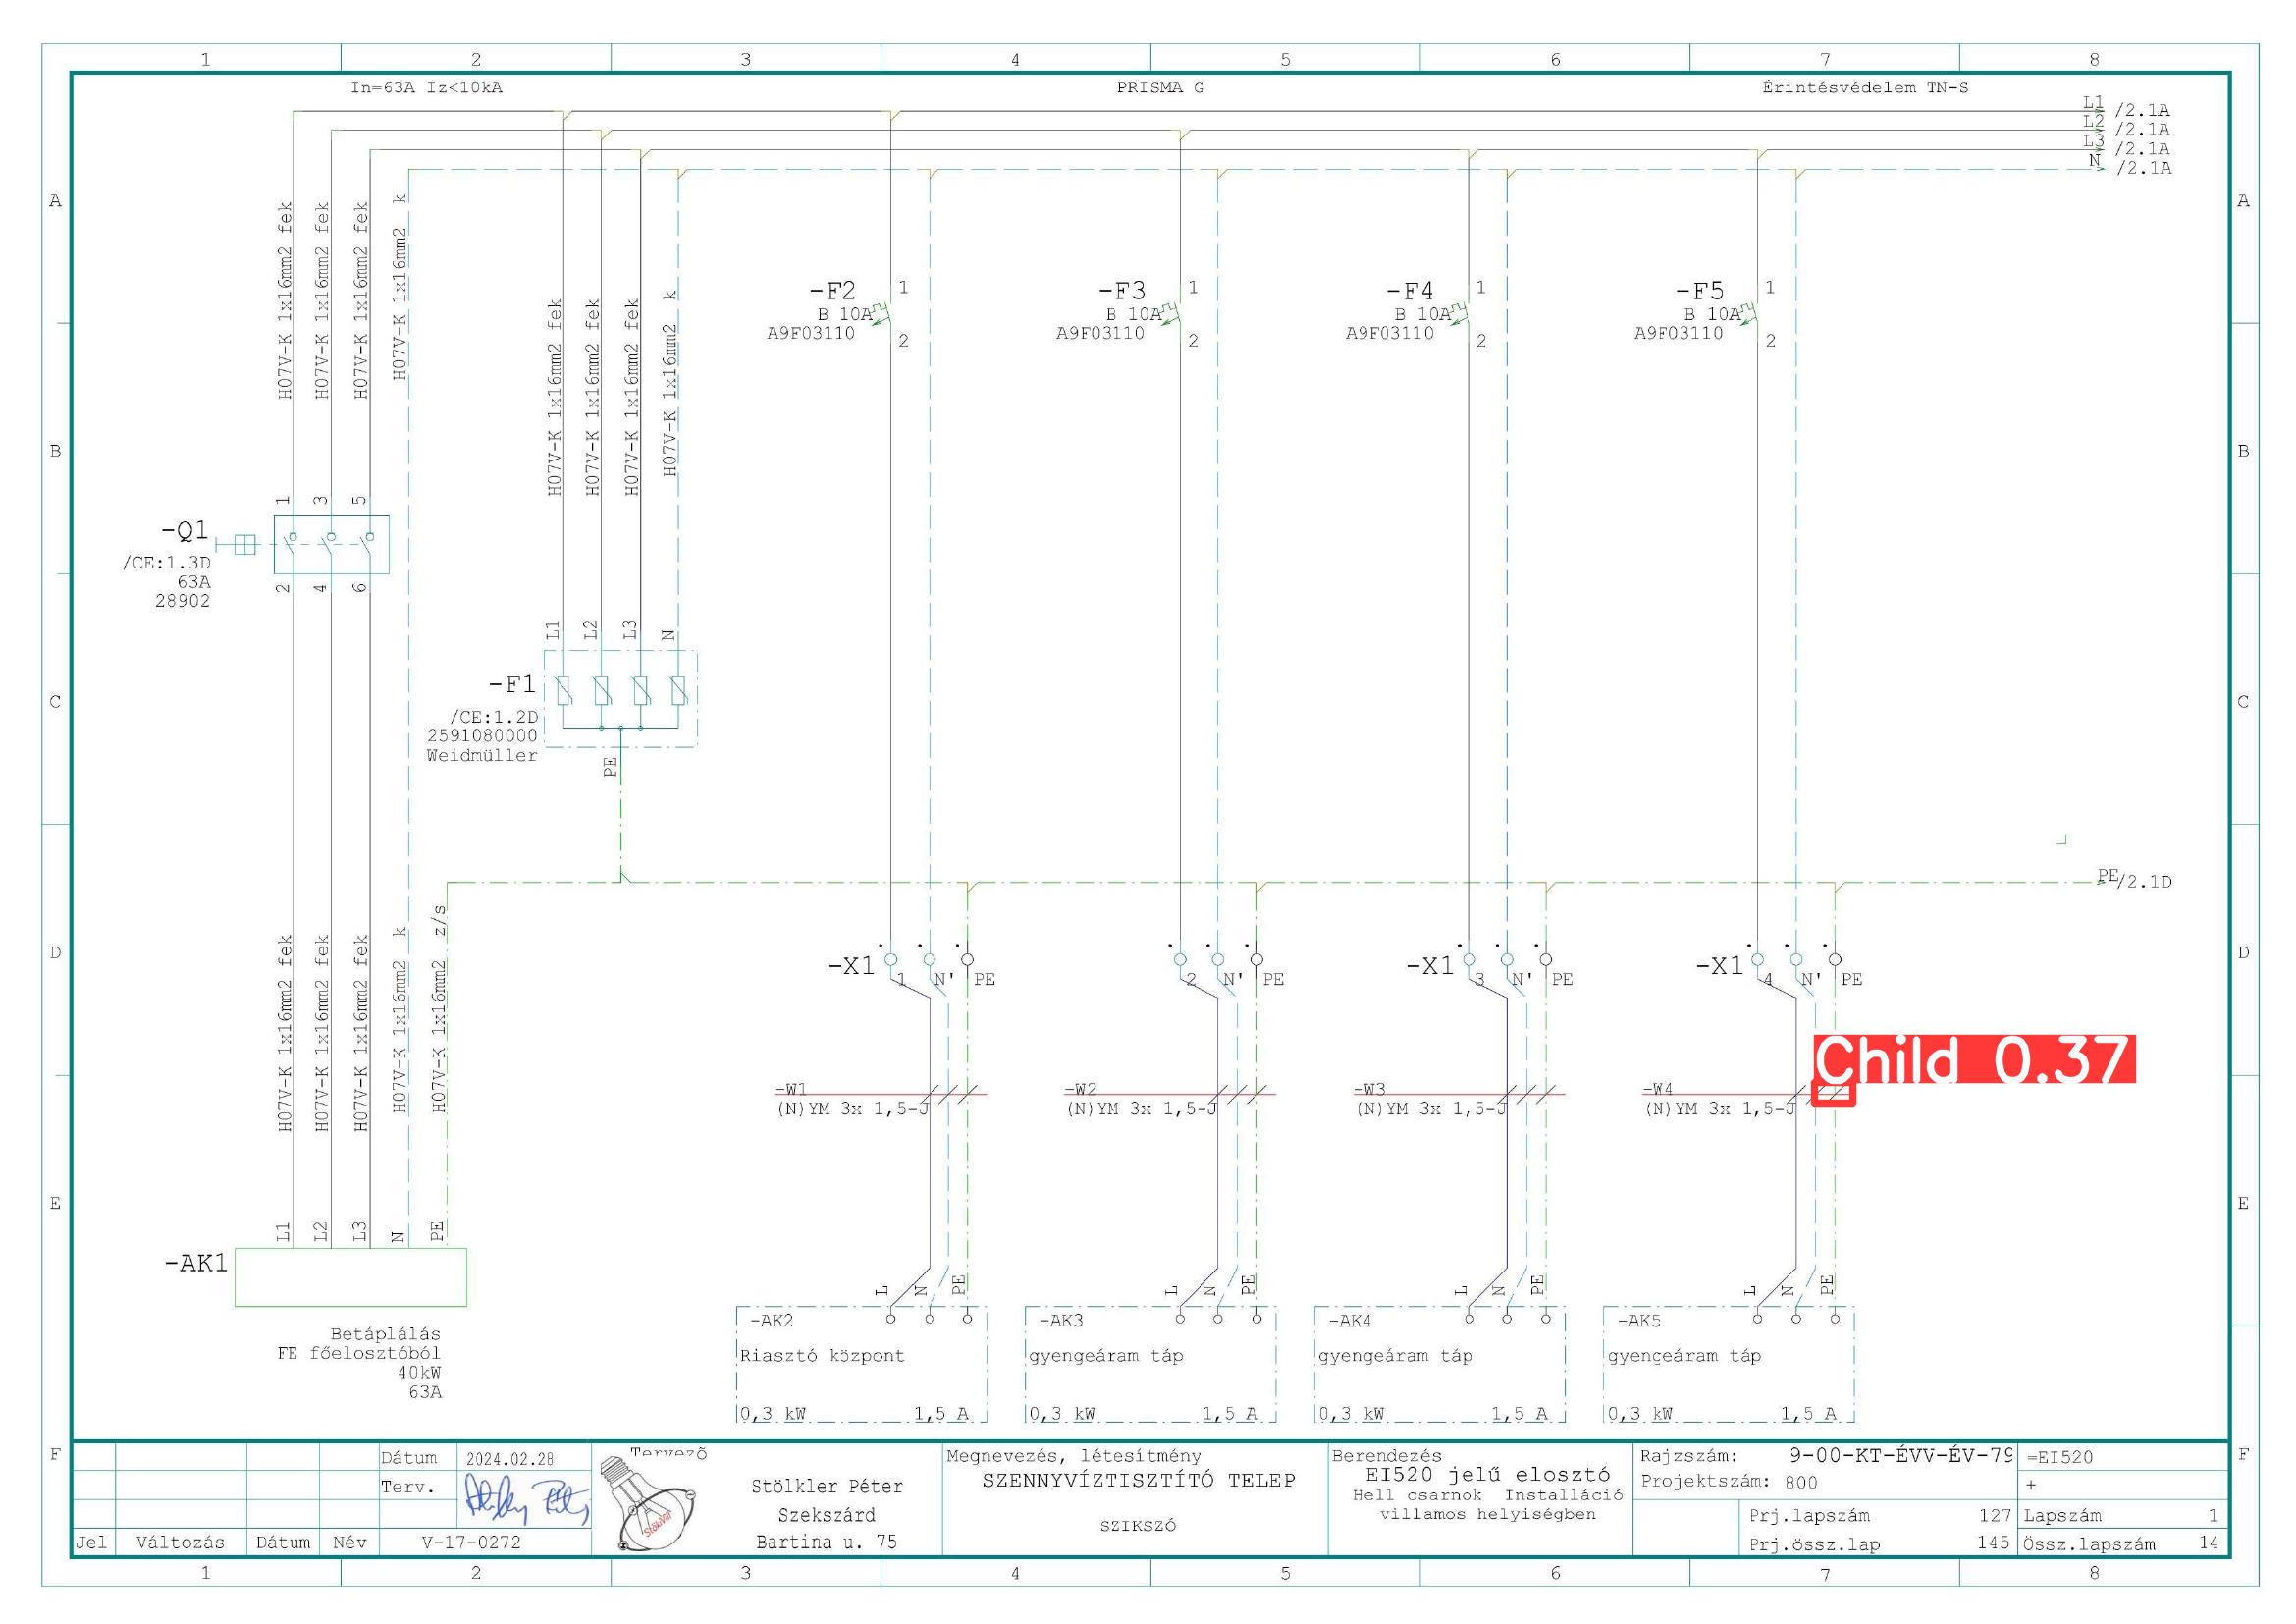 1 2 3 4 5 6 7 8
In=63A Iz<10kA PRISMA G Érintésvédelem TN-S
L1 /2.1A
L2 /2.1A
L3 /2.1A
N /2.1A
A A
H07V-K 1x16mm2 fek
H07V-K 1x16mm2 fek
H07V-K 1x16mm2 fek
H07V-K 1x16mm2 k
H07V-K 1x16mm2 fek
H07V-K 1x16mm2 fek
H07V-K 1x16mm2 fek
H07V-K 1x16mm2 k
-F2 1
B 10A
A9F03110
2
-F3 1
B 10A
A9F03110
2
-F4 1
B 10A
A9F03110
2
-F5 1
B 10A
A9F03110
2
B B
1 3 5
-Q1
/CE:1.3D
63A
28902
2 4 6
L1 L2 L3 N
-F1
/CE:1.2D
2591080000
Weidmüller
PE
C C
PE/2.1D
D D
H07V-K 1x16mm2 fek
H07V-K 1x16mm2 fek
H07V-K 1x16mm2 fek
H07V-K 1x16mm2 k
H07V-K 1x16mm2 z/s
-X1 1 N' PE
2 N' PE
-X1 3 N' PE
-X1 4 N' PE
Child 0.37
-W1
(N)YM 3x 1,5-J
-W2
(N)YM 3x 1,5-J
-W3
(N)YM 3x 1,5-J
-W4
(N)YM 3x 1,5-J
E E
L1 L2 L3 N PE
-AK1
Betáplálás
FE főelosztóból
40kW
63A
L N PE
-AK2
Riasztó központ
0,3 kW 1,5 A
L N PE
-AK3
gyengeáram táp
0,3 kW 1,5 A
L N PE
-AK4
gyengeáram táp
0,3 kW 1,5 A
L N PE
-AK5
gyengeáram táp
0,3 kW 1,5 A
F F
Dátum 2024.02.28
Terv.
Jel Változás Dátum Név V-17-0272
Tervező
Stölkler Péter
Szekszárd
Bartina u. 75
StölkVill
Megnevezés, létesítmény
SZENNYVÍZTISZTÍTÓ TELEP
SZIKSZÓ
Berendezés
EI520 jelű elosztó
Hell csarnok Installáció
villamos helyiségben
Rajzszám: 9-00-KT-ÉVV-ÉV-79
Projektszám: 800
=EI520
+
Prj.lapszám 127
Lapszám 1
Prj.össz.lap 145
Össz.lapszám 14
1 2 3 4 5 6 7 8